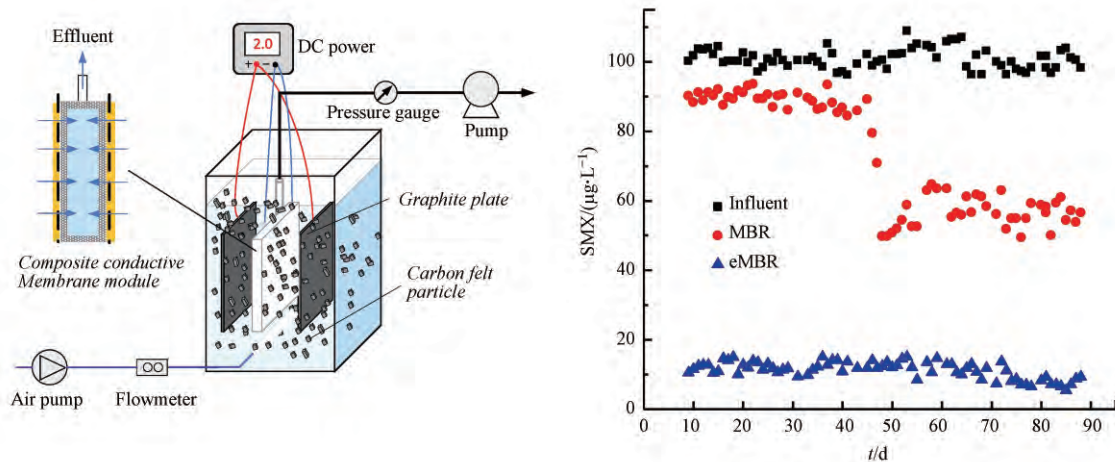 Effluent
2.0
+ −
DC power
Pressure gauge
Pump
Composite conductive
Membrane module
Graphite plate
Carbon felt
particle
Air pump
Flowmeter
SMX/(μg·L⁻¹)
100
80
60
40
20
0
Influent
MBR
eMBR
0 10 20 30 40 50 60 70 80 90
t/d